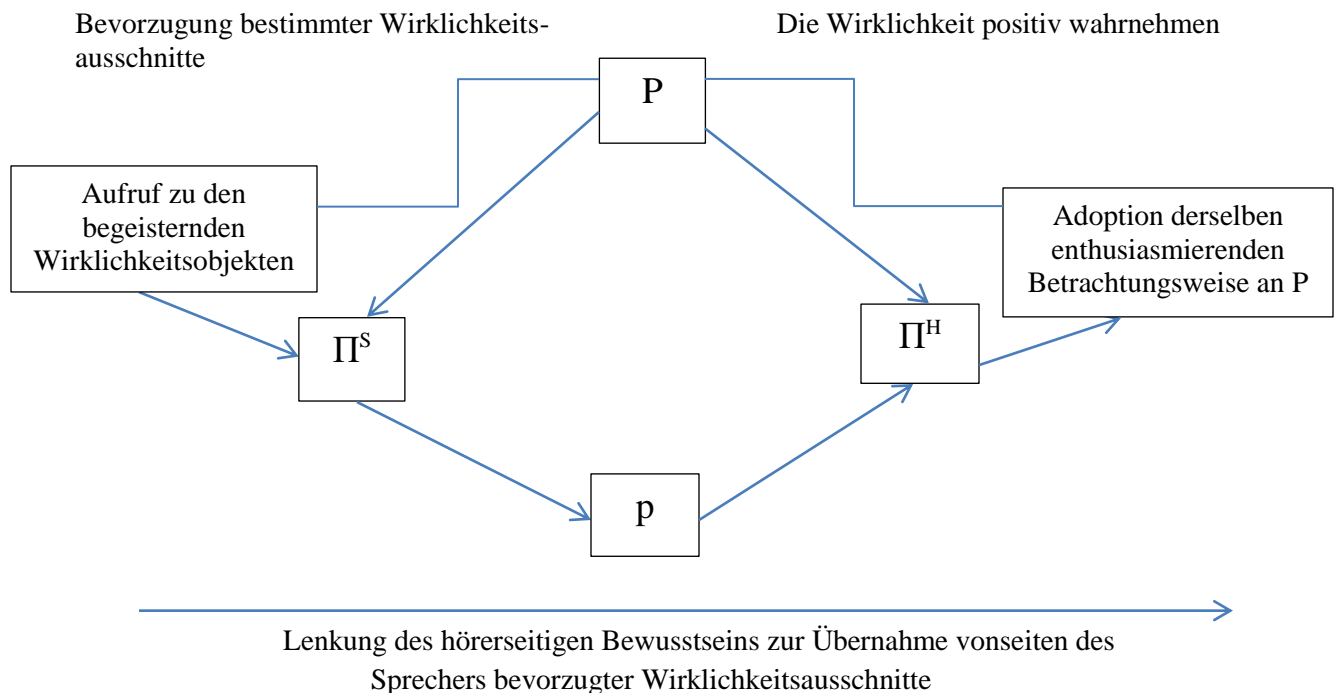 Bevorzugung bestimmter Wirklichkeits-
ausschnitte
Die Wirklichkeit positiv wahrnehmen
P
Aufruf zu den
begeisternden
Wirklichkeitsobjekten
Adoption derselben
enthusiasmierenden
Betrachtungsweise an P
Π^S
Π^H
p
Lenkung des hörerseitigen Bewusstseins zur Übernahme vonseiten des
Sprechers bevorzugter Wirklichkeitsausschnitte